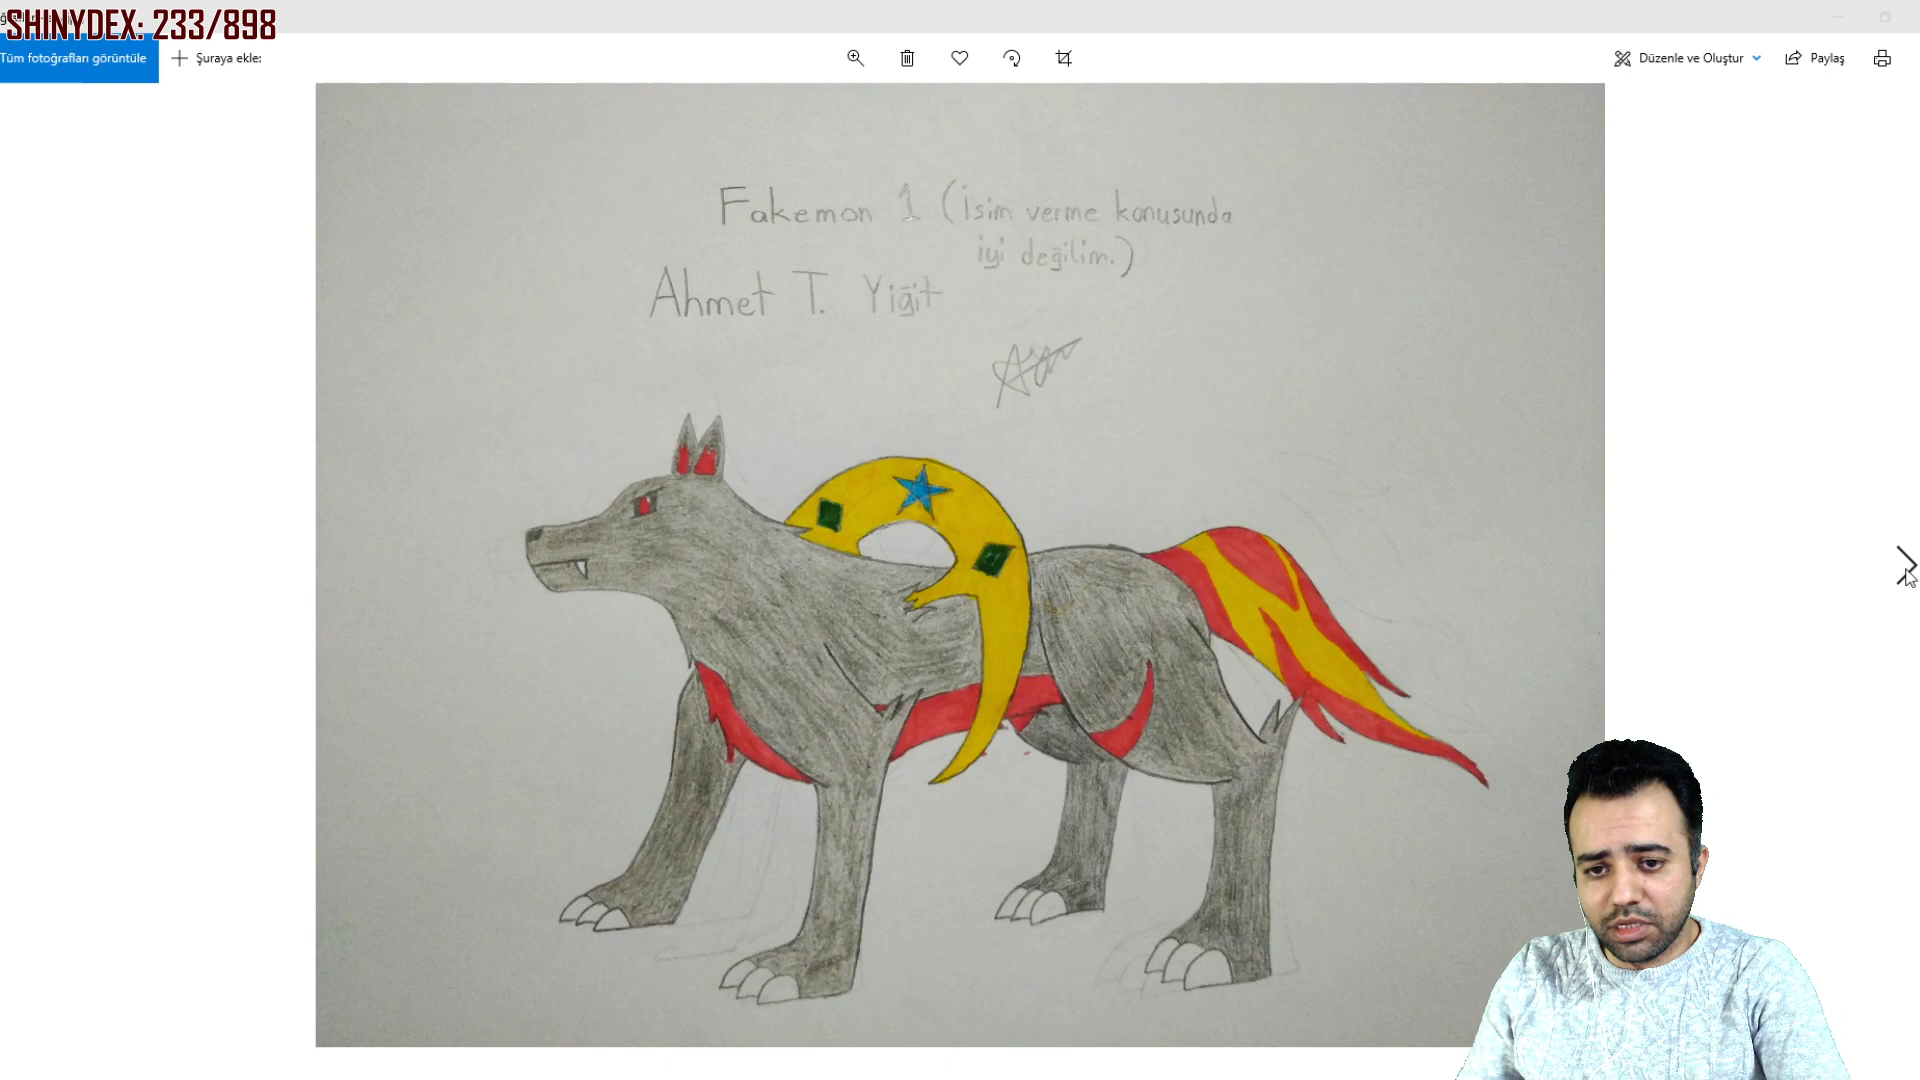 SHINYDEX: 233/898
Tüm fotoğrafları görüntüle
Şuraya ekle:
Düzenle ve Oluştur
Paylaş
Fakemon 1 (İsim verme konusunda
iyi değilim.)
Ahmet T. Yiğit